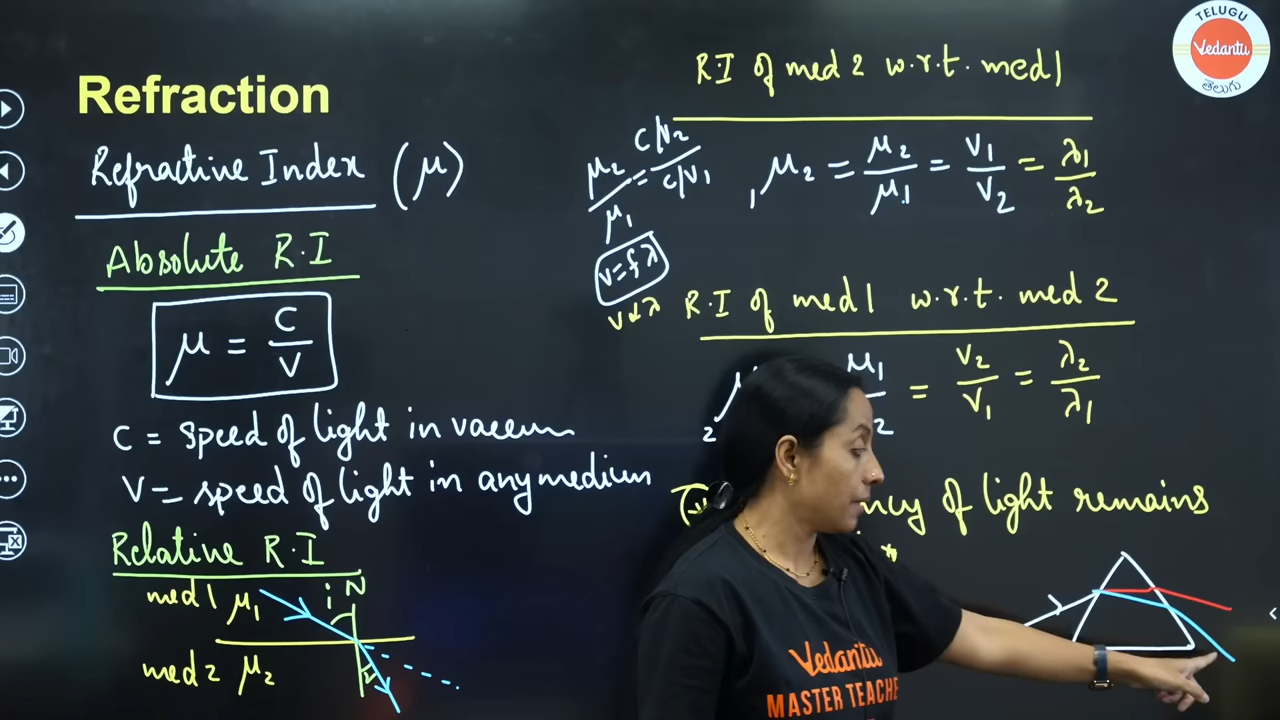 Refraction
Refractive Index (μ)
Absolute R.I
μ = C/V
C = speed of light in vaccum
V = speed of light in any medium
Relative R.I
med 1 μ₁
i N
med 2 μ₂
r
R.I of med 2 w.r.t. med 1
μ₂/μ₁ = C/V₂ / C/V₁
₁μ₂ = μ₂/μ₁ = V₁/V₂ = λ₁/λ₂
V = fλ
V α λ
R.I of med 1 w.r.t. med 2
₂μ μ₁/2 = V₂/V₁ = λ₂/λ₁
ncy of light remains
TELUGU
Vedantu
తెలుగు
Vedantu
MASTER TEACHE